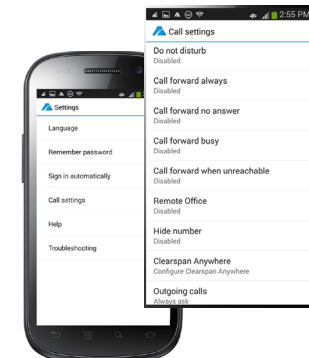 Settings
Language
Remember password
Sign in automatically
Call settings
Help
Troubleshooting
2:55 PM
Call settings
Do not disturb
Disabled
Call forward always
Disabled
Call forward no answer
Disabled
Call forward busy
Disabled
Call forward when unreachable
Disabled
Remote Office
Disabled
Hide number
Disabled
Clearspan Anywhere
Configure Clearspan Anywhere
Outgoing calls
Always ask